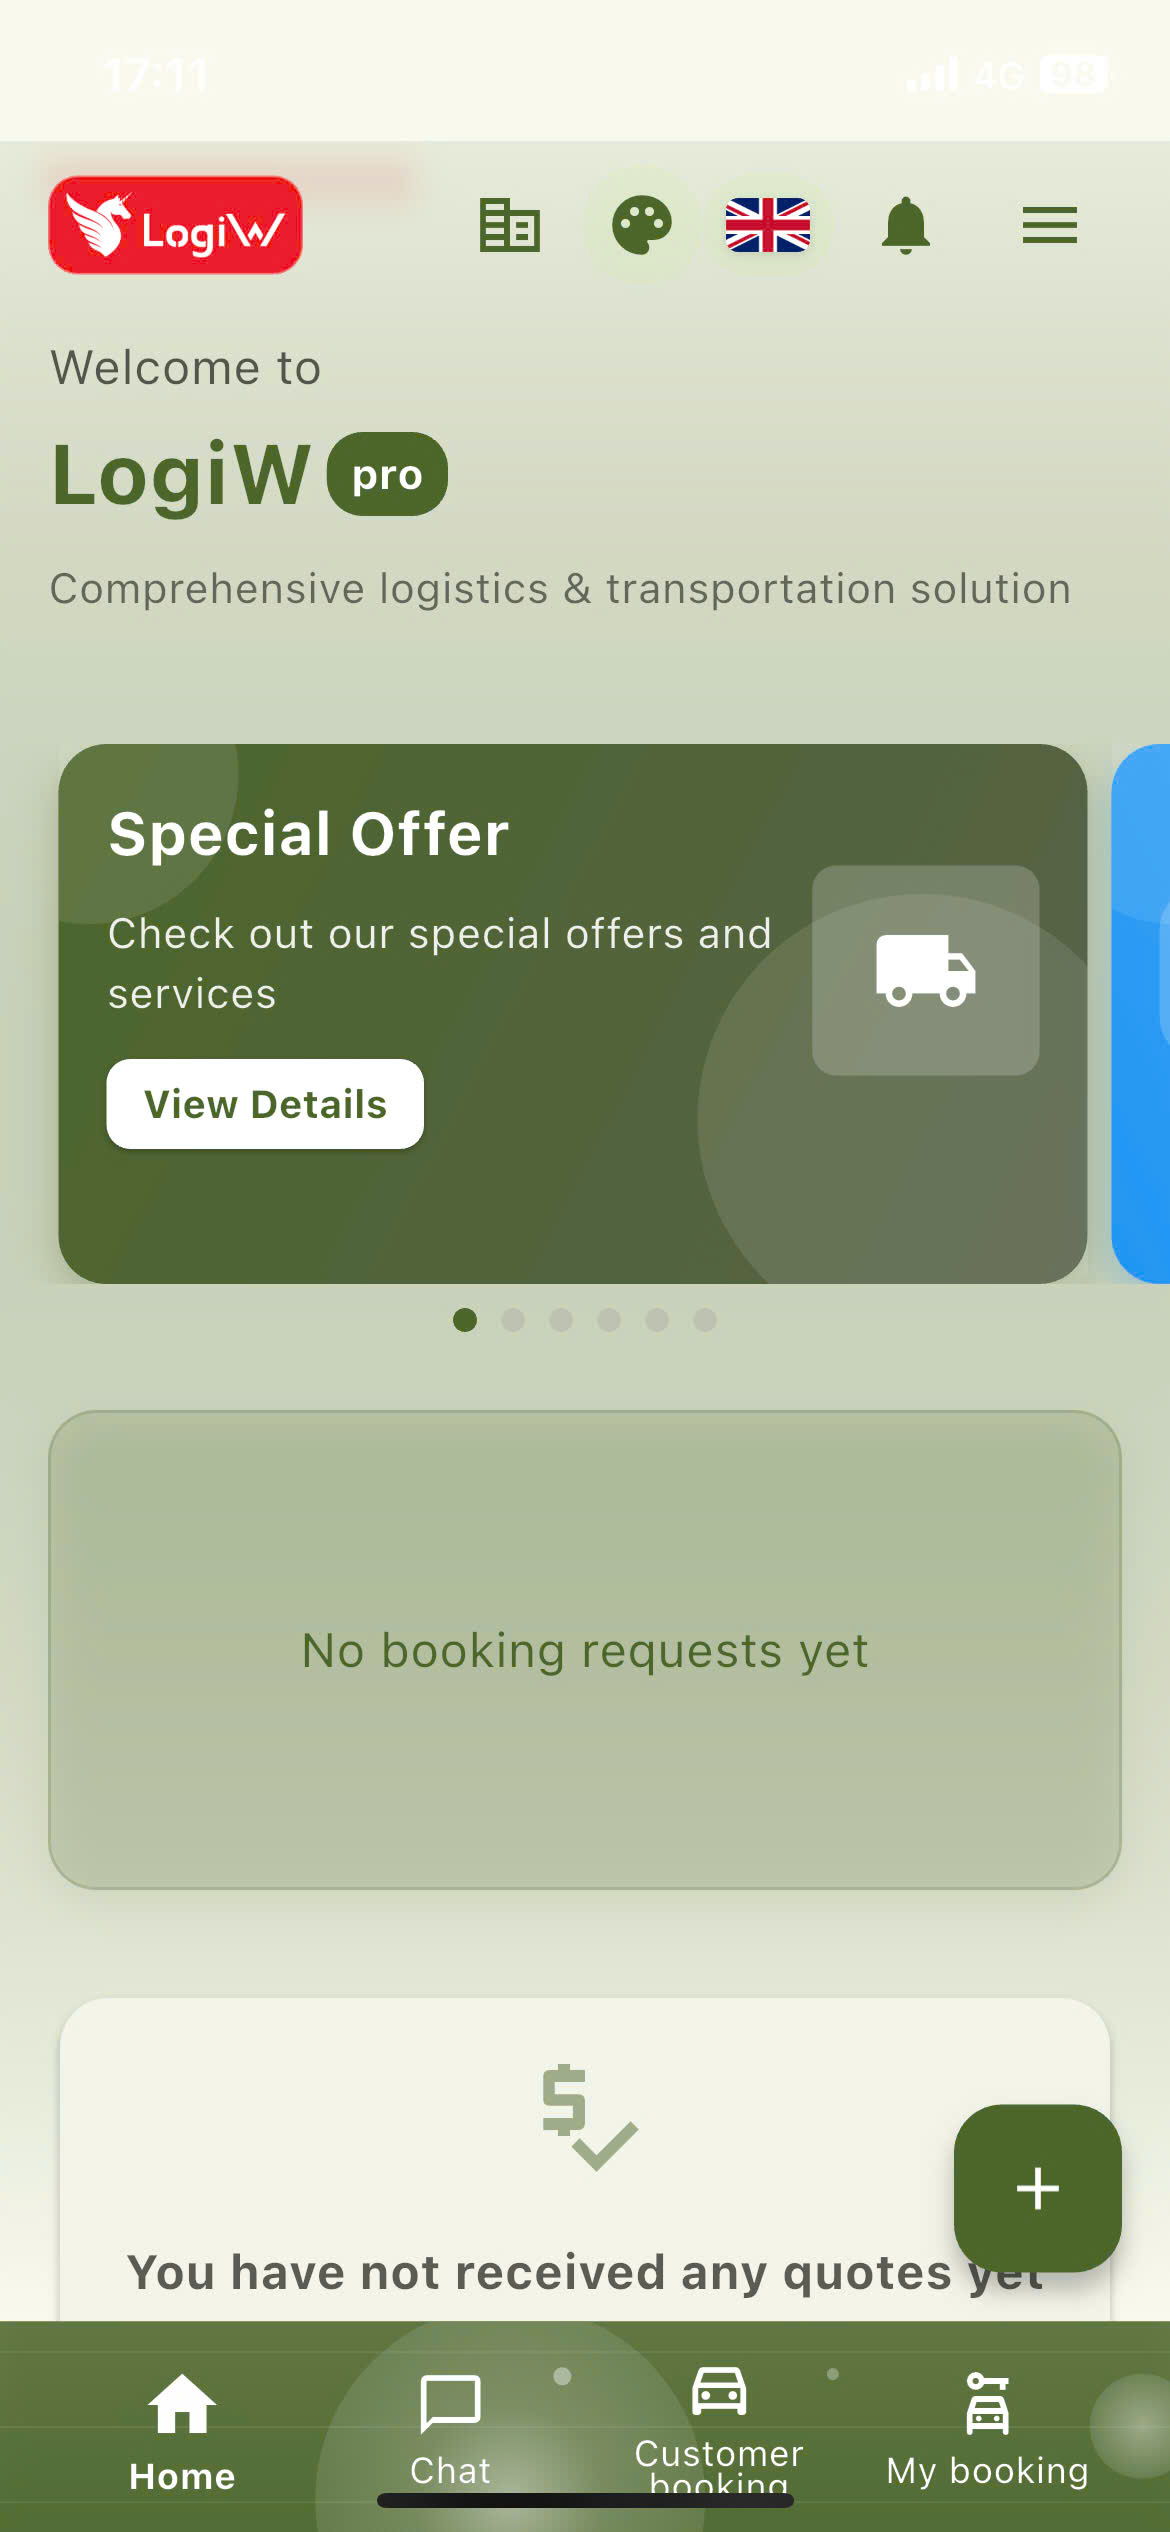 17:11 4G 98
LogiW
Welcome to
LogiW pro
Comprehensive logistics & transportation solution
Special Offer
Check out our special offers and
services
View Details
No booking requests yet
You have not received any quotes yet
Home
Chat
Customer
booking
My booking